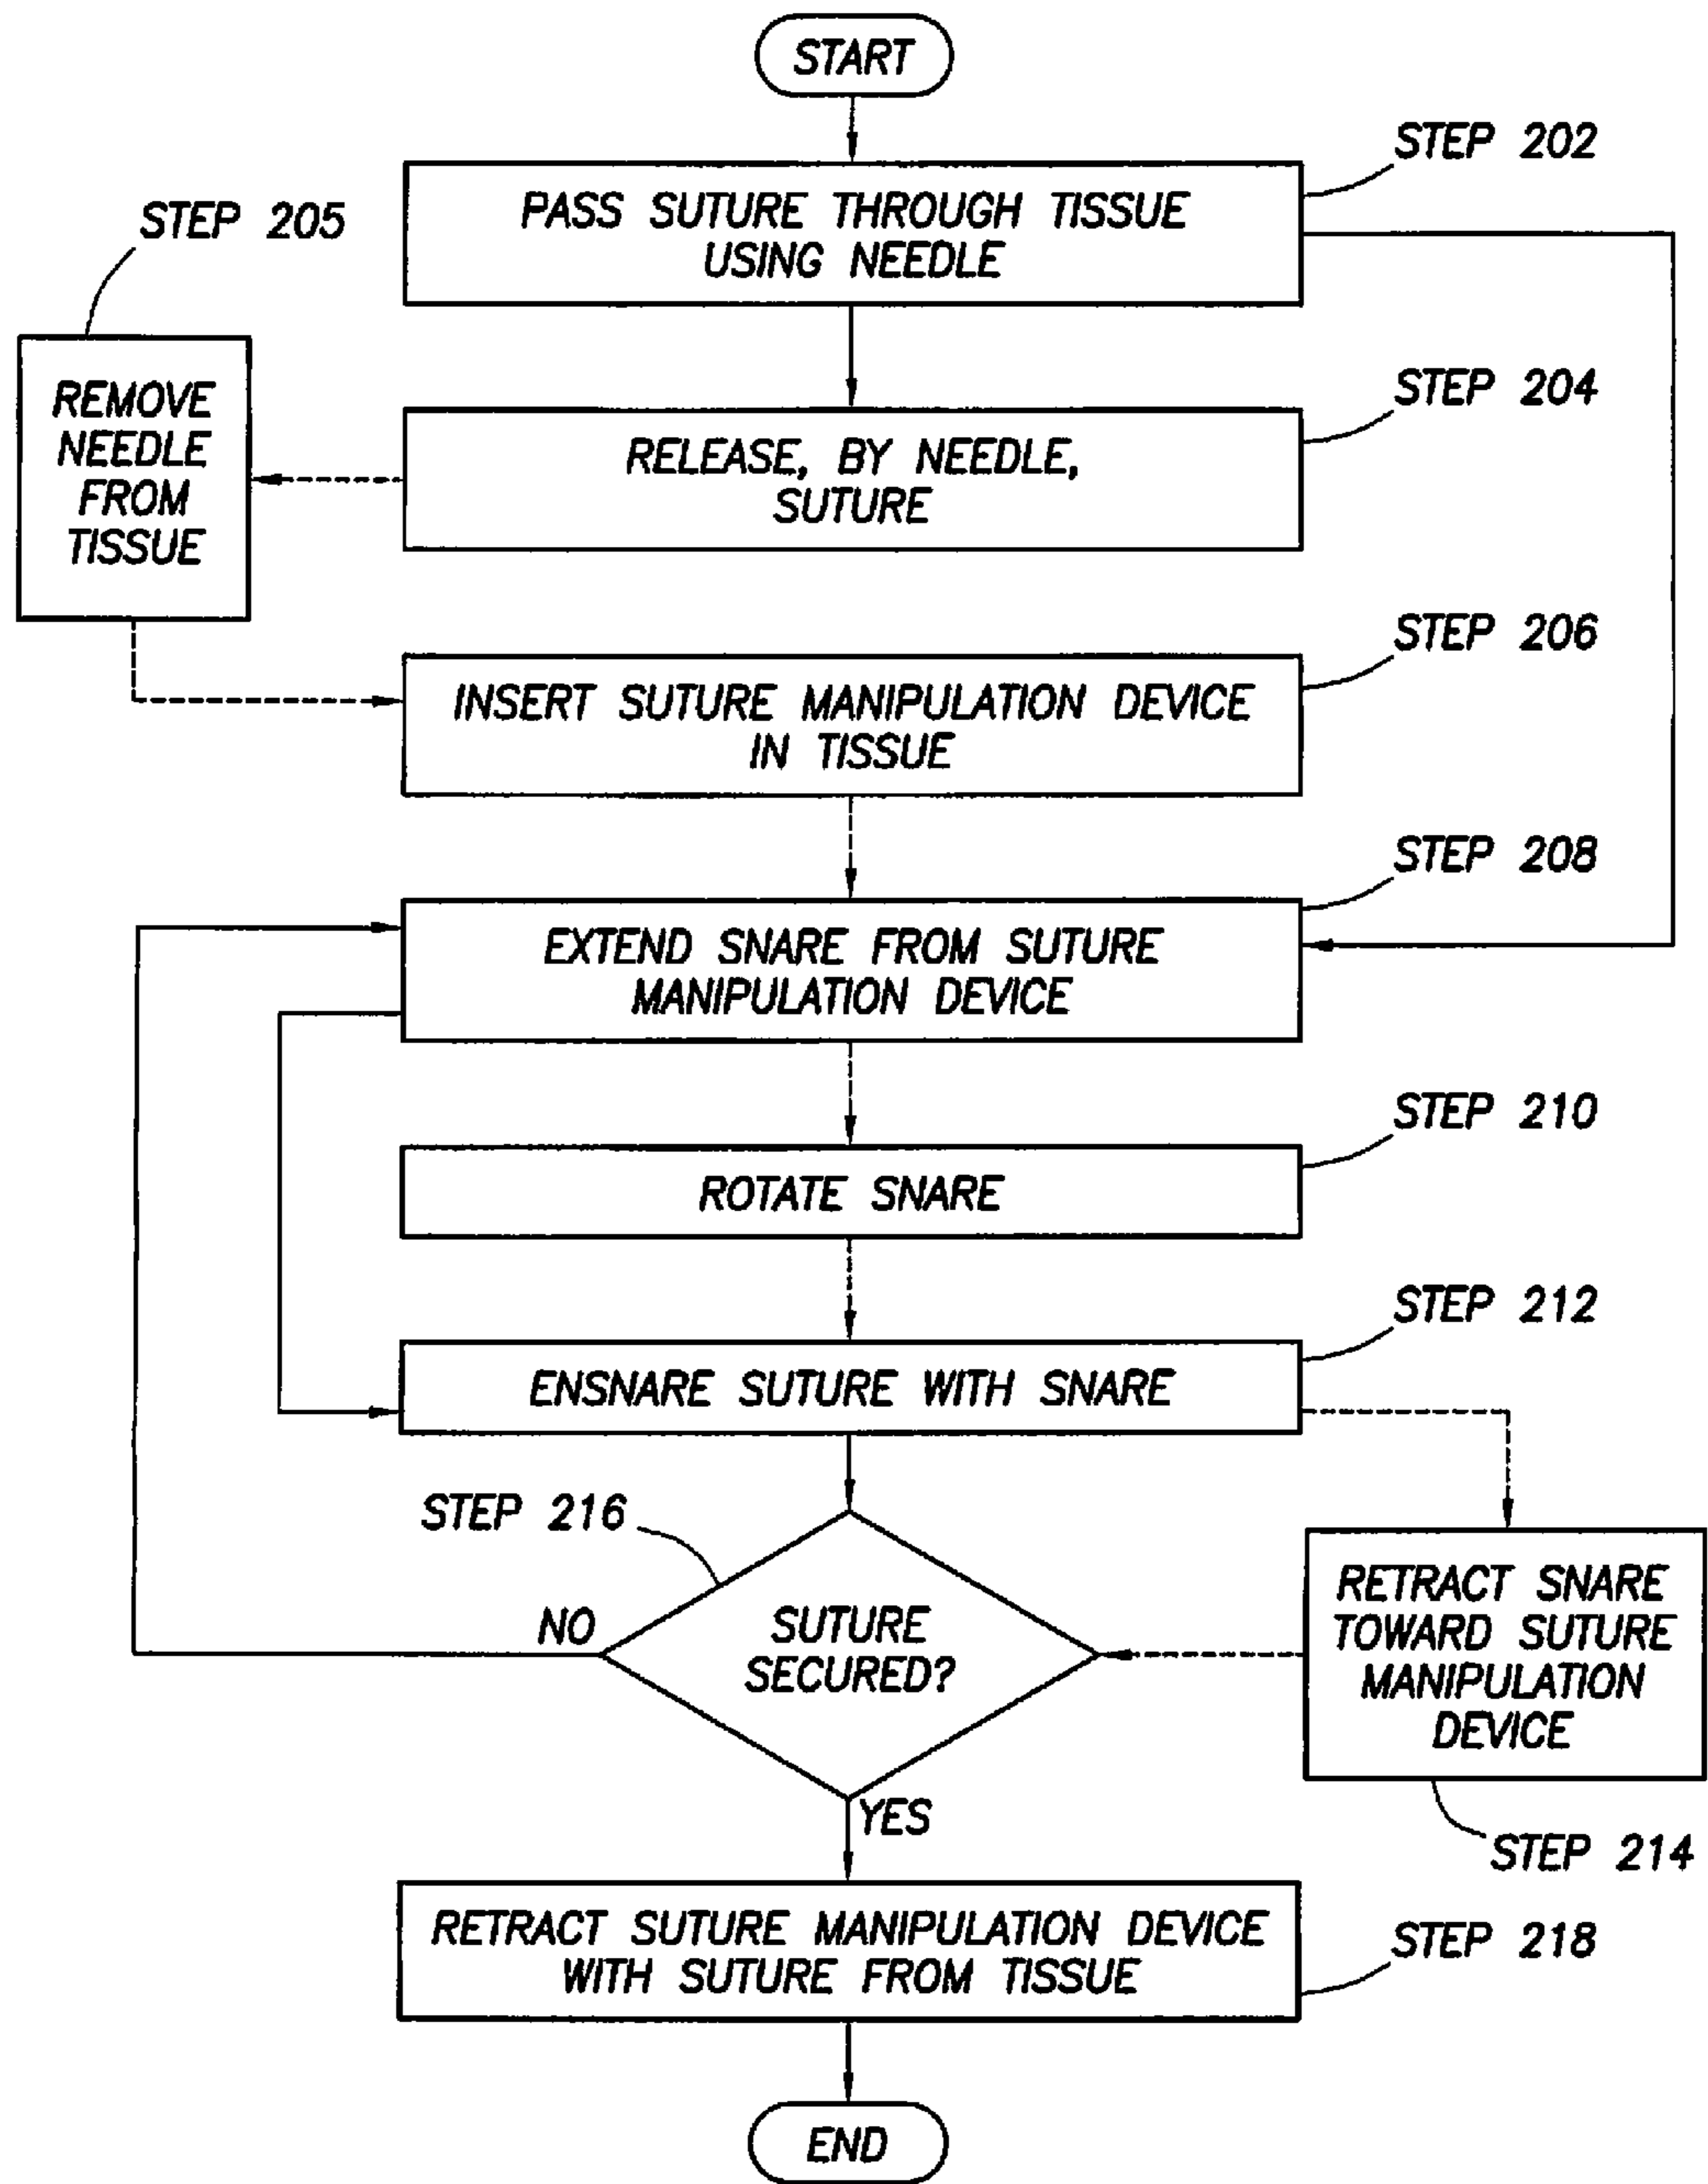 START
STEP 202
PASS SUTURE THROUGH TISSUE
USING NEEDLE
STEP 205
REMOVE
NEEDLE
FROM
TISSUE
STEP 204
RELEASE, BY NEEDLE,
SUTURE
STEP 206
INSERT SUTURE MANIPULATION DEVICE
IN TISSUE
STEP 208
EXTEND SNARE FROM SUTURE
MANIPULATION DEVICE
STEP 210
ROTATE SNARE
STEP 212
ENSNARE SUTURE WITH SNARE
STEP 216
SUTURE
SECURED?
NO
YES
RETRACT SNARE
TOWARD SUTURE
MANIPULATION
DEVICE
STEP 214
RETRACT SUTURE MANIPULATION DEVICE
WITH SUTURE FROM TISSUE
STEP 218
END